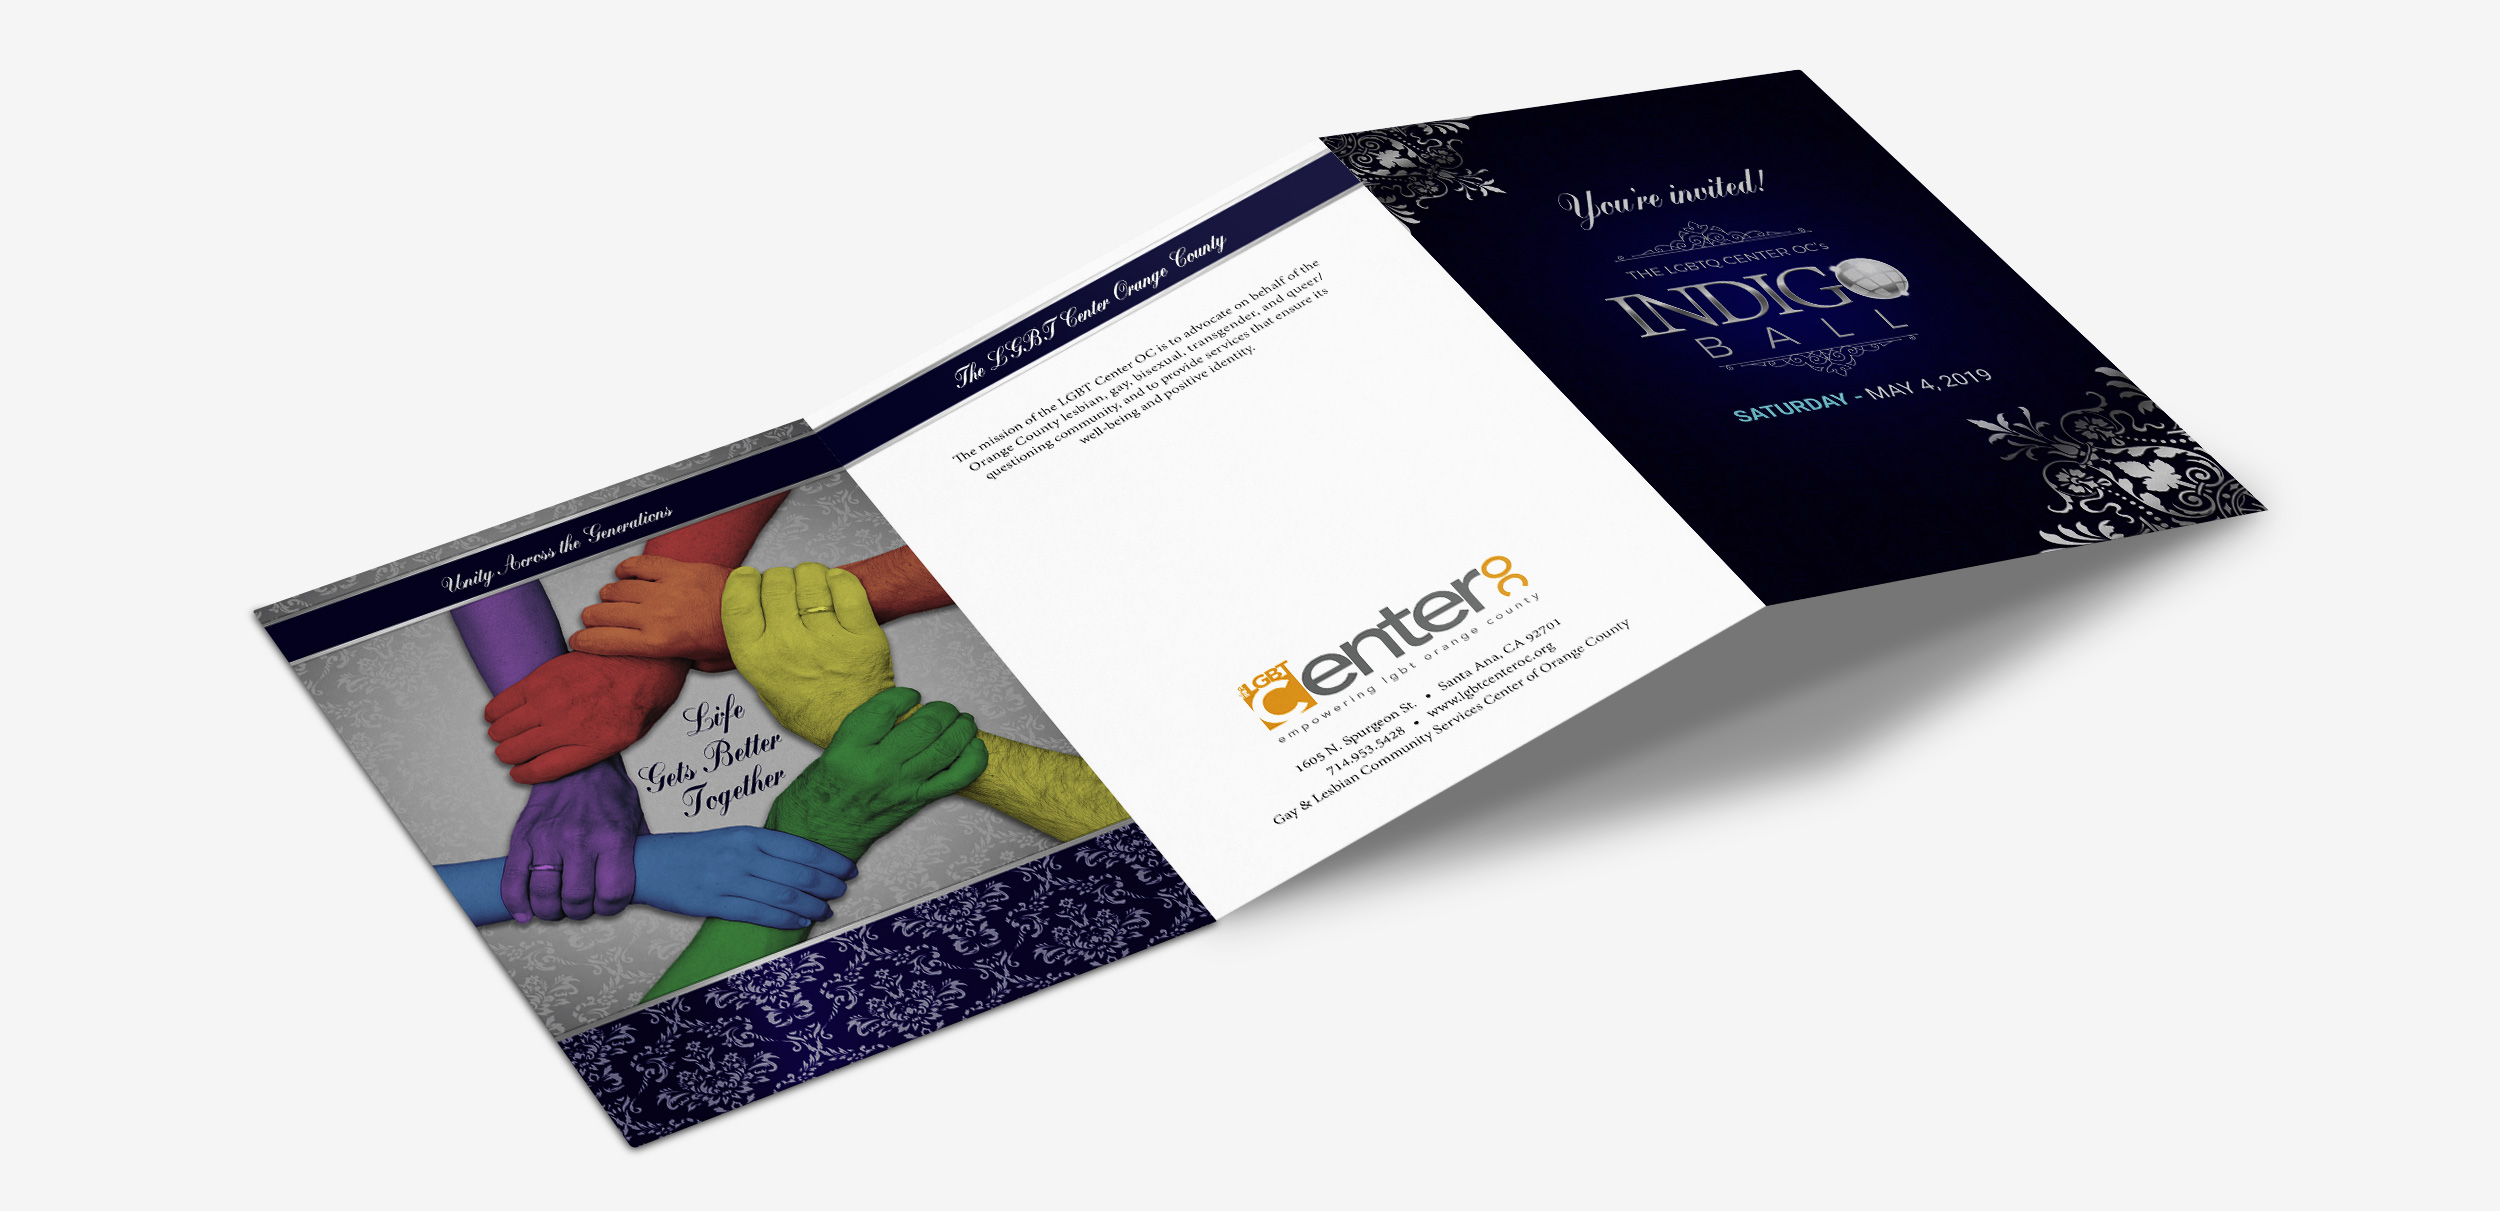 Unity Across the Generations
Life
Gets Better
Together
The LGBT Center Orange County
The mission of the LGBT Center OC is to advocate on behalf of the
Orange County lesbian, gay, bisexual, transgender, and queer/
questioning community, and to provide services that ensure its
well-being and positive identity.
THE LGBT
center oc
empowering lgbt orange county
1605 N. Spurgeon St. • Santa Ana, CA 92701
714.953.5428 • www.lgbtcenteroc.org
Gay & Lesbian Community Services Center of Orange County
You're invited!
THE LGBTQ CENTER OC's
INDIGO
BALL
SATURDAY - MAY 4, 2019